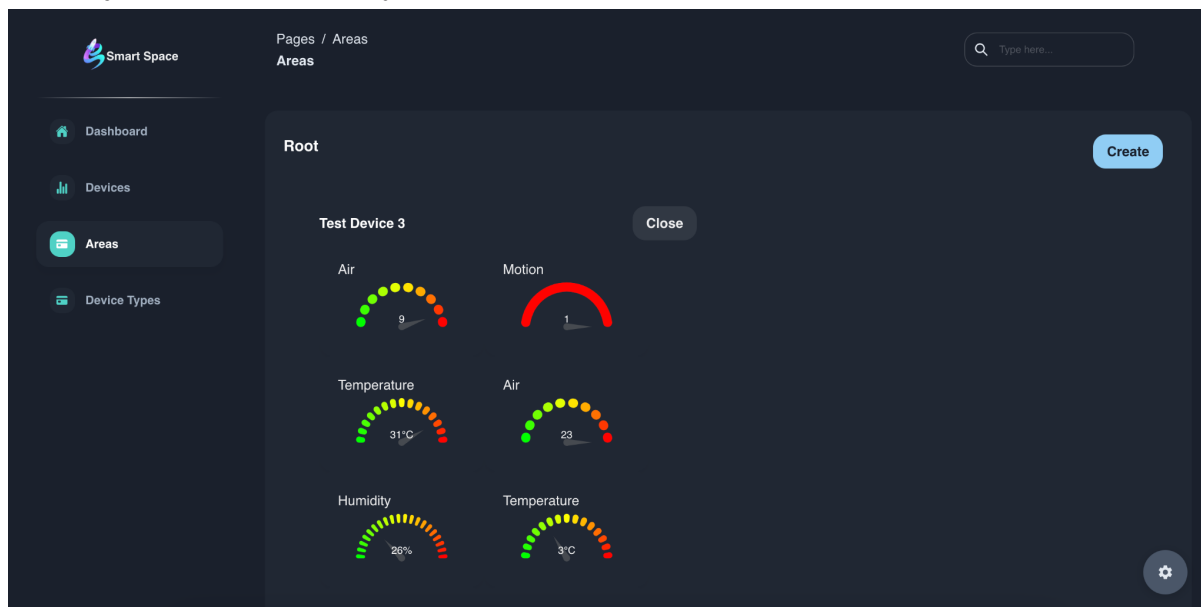 Smart Space
Pages / Areas
Areas
Type here...
Dashboard
Devices
Areas
Device Types
Root
Create
Test Device 3
Close
Air
Motion
9
1
Temperature
Air
31°C
23
Humidity
Temperature
26%
3°C